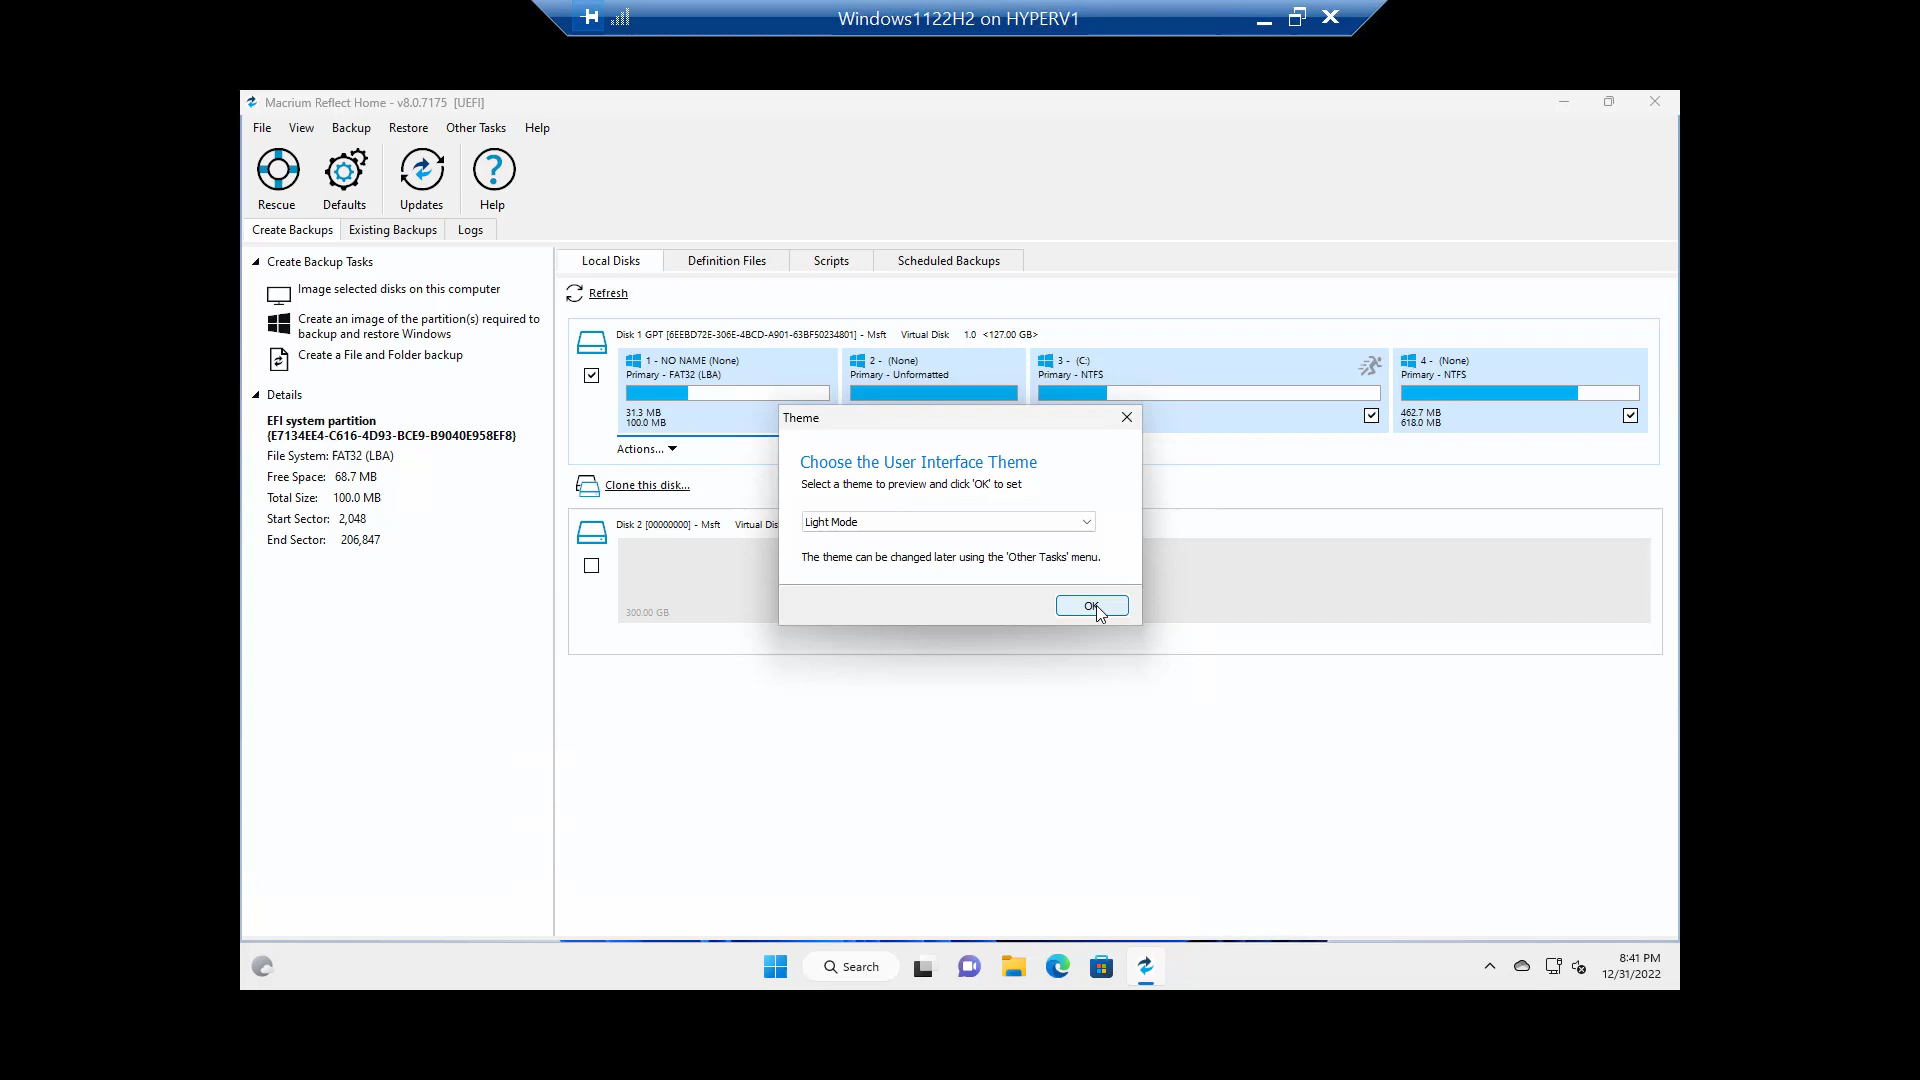 Windows1122H2 on HYPERV1
Macrium Reflect Home - v8.0.7175 [UEFI]
File View Backup Restore Other Tasks Help
Rescue Defaults Updates Help
Create Backups Existing Backups Logs
Create Backup Tasks
Image selected disks on this computer
Create an image of the partition(s) required to
backup and restore Windows
Create a File and Folder backup
Details
EFI system partition
{E7134EE4-C616-4D93-BCE9-B9040E958EF8}
File System: FAT32 (LBA)
Free Space: 68.7 MB
Total Size: 100.0 MB
Start Sector: 2,048
End Sector: 206,847
Local Disks Definition Files Scripts Scheduled Backups
Refresh
Disk 1 GPT [6EEBD72E-306E-4BCD-A901-63BF50234801] - Msft Virtual Disk 1.0 <127.00 GB>
1 - NO NAME (None)
Primary - FAT32 (LBA)
31.3 MB
100.0 MB
2 - (None)
Primary - Unformatted
3 - (C:)
Primary - NTFS
4 - (None)
Primary - NTFS
462.7 MB
618.0 MB
Actions...
Clone this disk...
Disk 2 [00000000] - Msft Virtual
300.00 GB
Theme
Choose the User Interface Theme
Select a theme to preview and click 'OK' to set
Light Mode
The theme can be changed later using the 'Other Tasks' menu.
OK
Search
8:41 PM
12/31/2022